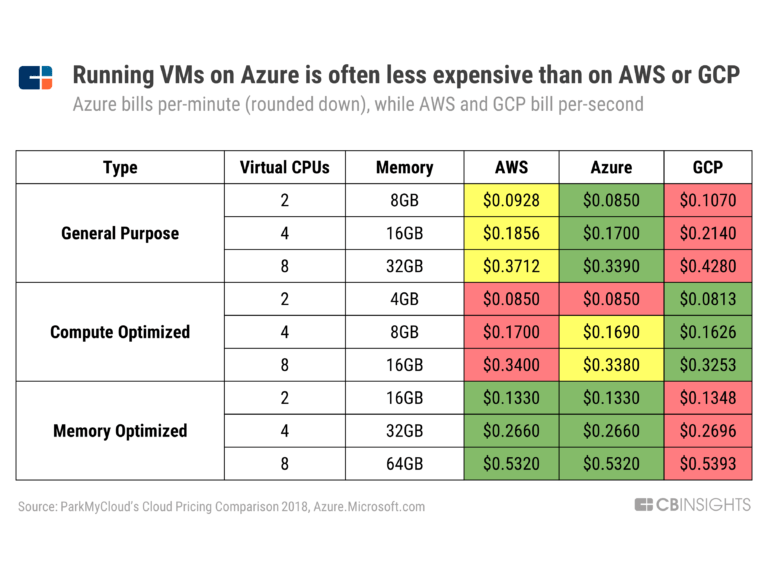 Running VMs on Azure is often less expensive than on AWS or GCP
Azure bills per-minute (rounded down), while AWS and GCP bill per-second
Type Virtual CPUs Memory AWS Azure GCP
General Purpose
2 8GB $0.0928 $0.0850 $0.1070
4 16GB $0.1856 $0.1700 $0.2140
8 32GB $0.3712 $0.3390 $0.4280
Compute Optimized
2 4GB $0.0850 $0.0850 $0.0813
4 8GB $0.1700 $0.1690 $0.1626
8 16GB $0.3400 $0.3380 $0.3253
Memory Optimized
2 16GB $0.1330 $0.1330 $0.1348
4 32GB $0.2660 $0.2660 $0.2696
8 64GB $0.5320 $0.5320 $0.5393
Source: ParkMyCloud's Cloud Pricing Comparison 2018, Azure.Microsoft.com
CBINSIGHTS